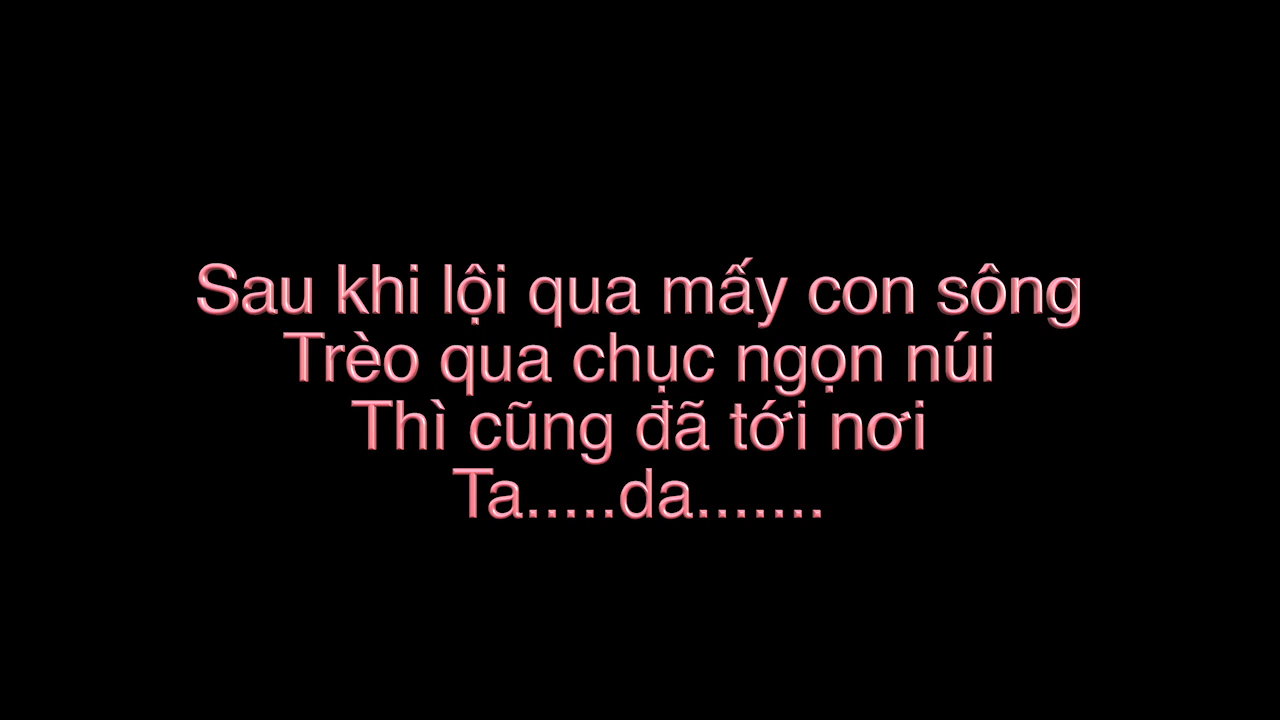 Sau khi lội qua mấy con sông
Trèo qua chục ngọn núi
Thì cũng đã tới nơi
Ta.....da.......